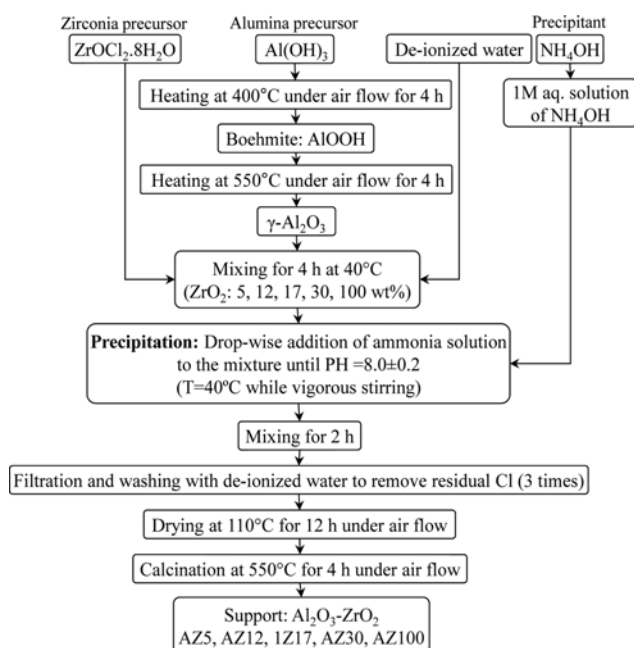 Zirconia precursor
Alumina precursor
Precipitant
ZrOCl₂.8H₂O
Al(OH)₃
De-ionized water
NH₄OH
Heating at 400°C under air flow for 4 h
1M aq. solution
of NH₄OH
Boehmite: AlOOH
Heating at 550°C under air flow for 4 h
γ-Al₂O₃
Mixing for 4 h at 40°C
(ZrO₂: 5, 12, 17, 30, 100 wt%)
Precipitation: Drop-wise addition of ammonia solution
to the mixture until PH =8.0±0.2
(T=40ºC while vigorous stirring)
Mixing for 2 h
Filtration and washing with de-ionized water to remove residual Cl (3 times)
Drying at 110°C for 12 h under air flow
Calcination at 550°C for 4 h under air flow
Support: Al₂O₃-ZrO₂
AZ5, AZ12, 1Z17, AZ30, AZ100